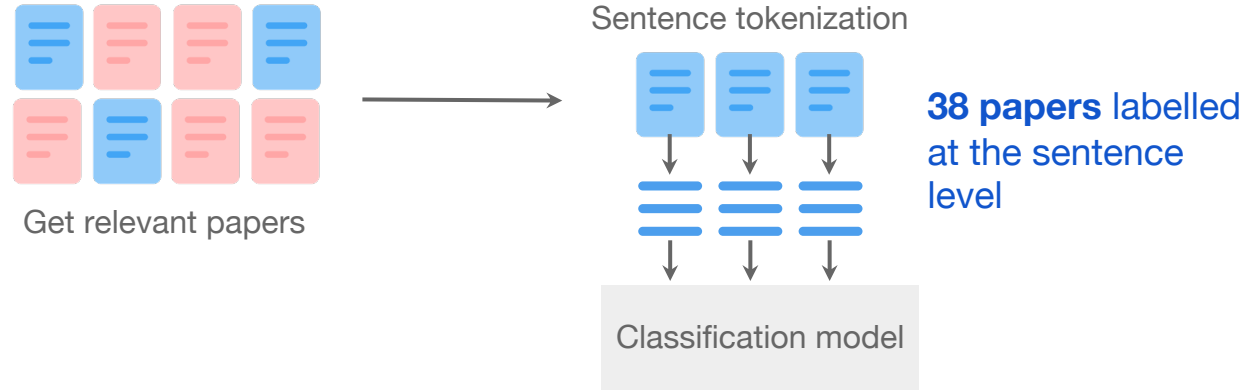 Sentence tokenization
38 papers labelled
at the sentence
level
Get relevant papers
Classification model